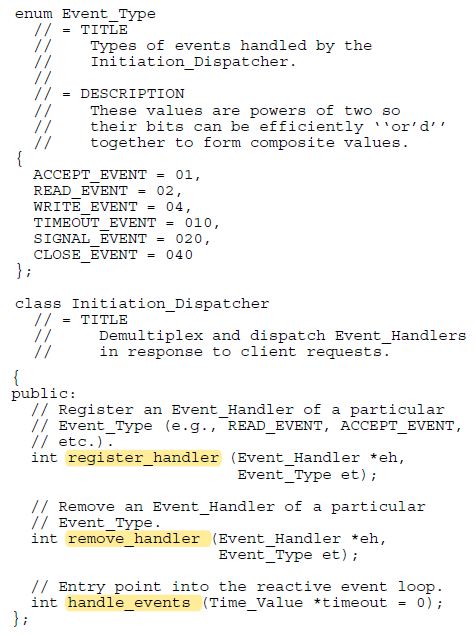 enum Event_Type
// = TITLE
// Types of events handled by the
// Initiation_Dispatcher.
//
// = DESCRIPTION
// These values are powers of two so
// their bits can be efficiently ``or’d’’
// together to form composite values.
{
ACCEPT_EVENT = 01,
READ_EVENT = 02,
WRITE_EVENT = 04,
TIMEOUT_EVENT = 010,
SIGNAL_EVENT = 020,
CLOSE_EVENT = 040
};
class Initiation_Dispatcher
// = TITLE
// Demultiplex and dispatch Event_Handlers
// in response to client requests.
{
public:
// Register an Event_Handler of a particular
// Event_Type (e.g., READ_EVENT, ACCEPT_EVENT,
// etc.).
int register_handler (Event_Handler *eh,
Event_Type et);
// Remove an Event_Handler of a particular
// Event_Type.
int remove_handler (Event_Handler *eh,
Event_Type et);
// Entry point into the reactive event loop.
int handle_events (Time_Value *timeout = 0);
};